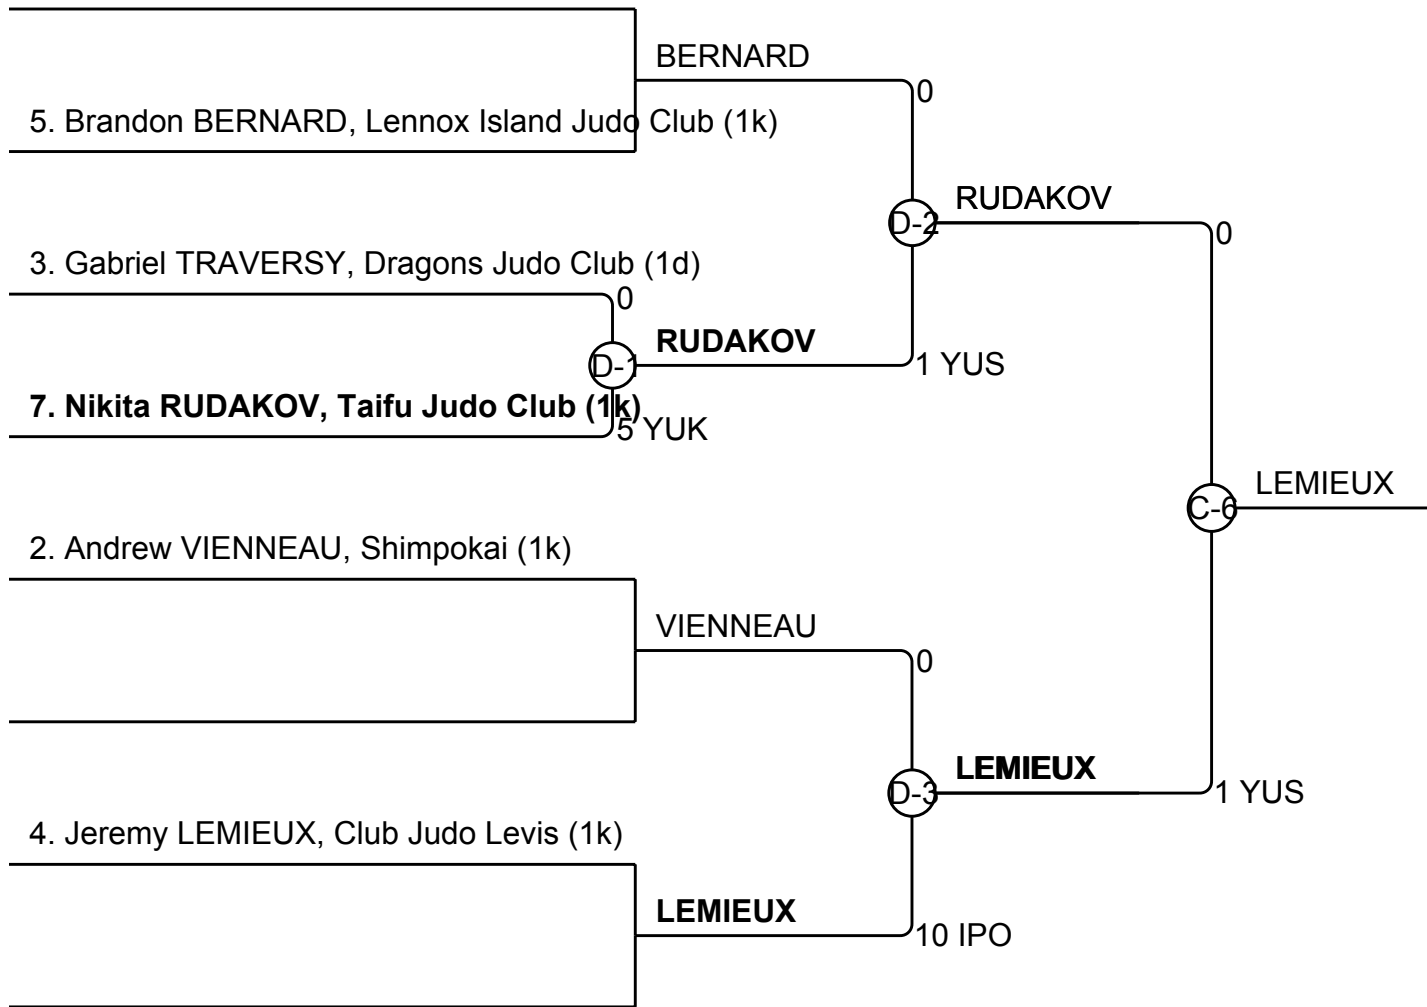 BERNARD
0
5. Brandon BERNARD, Lennox Island Judo Club (1k)
RUDAKOV
D-2
0
3. Gabriel TRAVERSY, Dragons Judo Club (1d)
0
RUDAKOV
D-1
1 YUS
7. Nikita RUDAKOV, Taifu Judo Club (1k)
5 YUK
LEMIEUX
C-6
2. Andrew VIENNEAU, Shimpokai (1k)
VIENNEAU
0
LEMIEUX
D-3
1 YUS
4. Jeremy LEMIEUX, Club Judo Levis (1k)
LEMIEUX
10 IPO